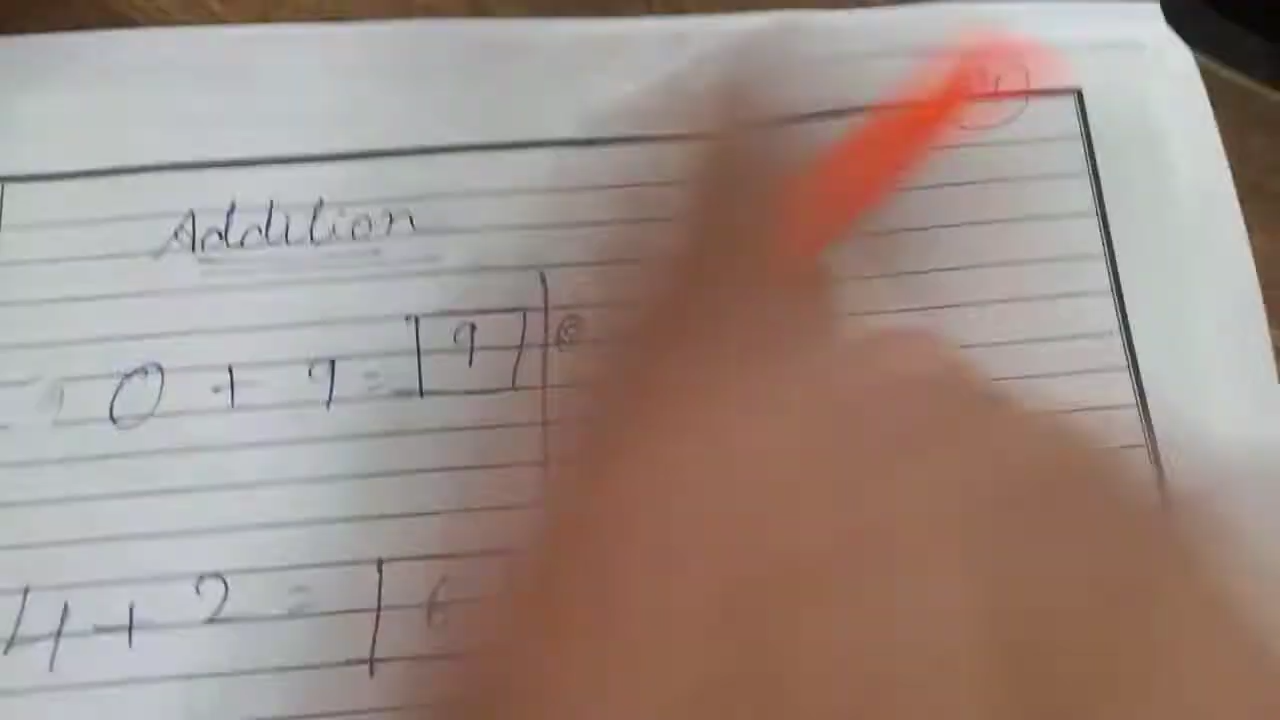 Addition
0 + 9 = 9
4 + 2 = 6